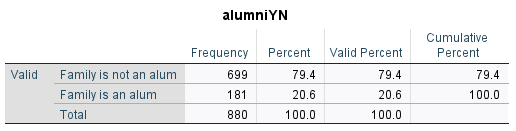 alumniYN
Frequency Percent Valid Percent Cumulative Percent
Valid Family is not an alum 699 79.4 79.4 79.4
Family is an alum 181 20.6 20.6 100.0
Total 880 100.0 100.0